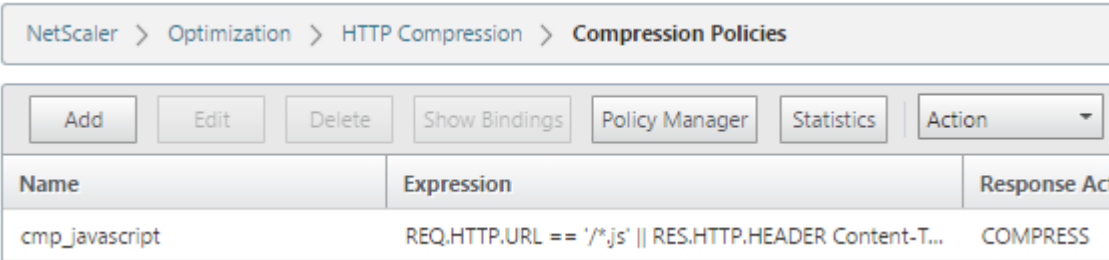 NetScaler > Optimization > HTTP Compression > Compression Policies
Add Edit Delete Show Bindings Policy Manager Statistics Action
Name Expression Response Act
cmp_javascript REQ.HTTP.URL == '/*.js' || RES.HTTP.HEADER Content-T... COMPRESS